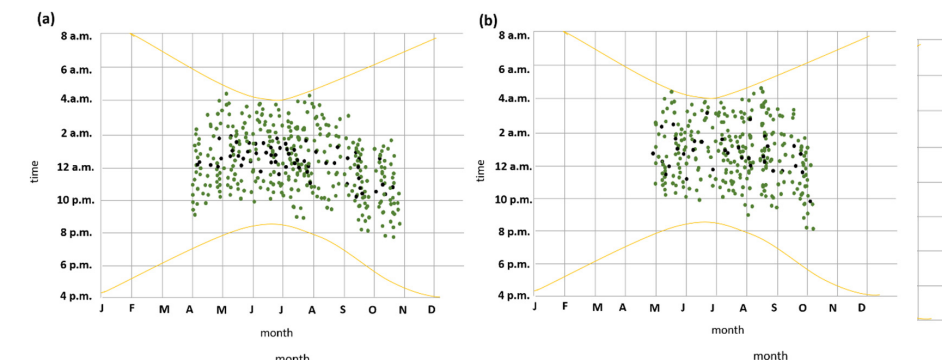 (a)
8 a.m.
6 a.m.
4.a.m.
2 a.m.
12 a.m.
10 p.m.
8 p.m.
6 p.m.
4 p.m.
time
J F M A M J J A S O N D
month
month
(b)
8 a.m.
6 a.m.
4 a.m.
2 a.m.
12 a.m.
10 p.m.
8 p.m.
6 p.m.
4 p.m.
time
J F M A M J J A S O N D
month
month